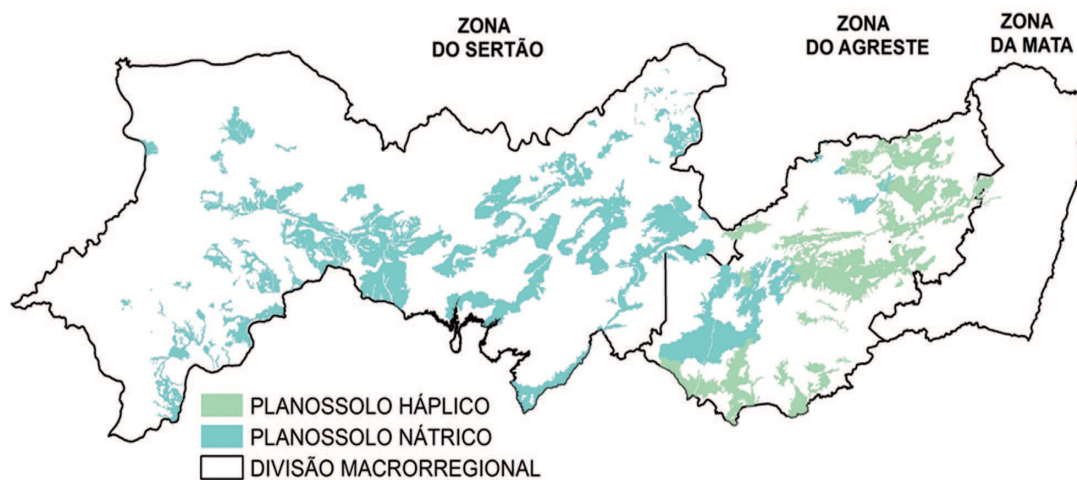 ZONA
DO SERTÃO
ZONA
DO AGRESTE
ZONA
DA MATA
PLANOSSOLO HÁPLICO
PLANOSSOLO NÁTRICO
DIVISÃO MACRORREGIONAL